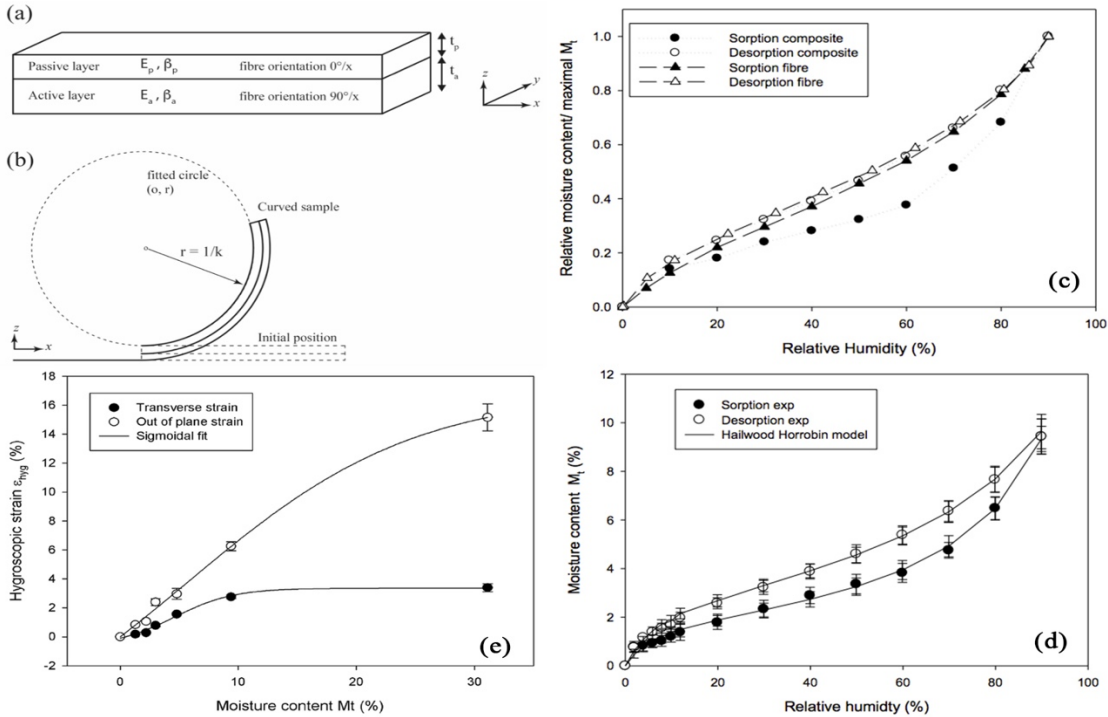 (a)
Passive layer Eₚ , βₚ fibre orientation 0°/x
Active layer Eₐ , βₐ fibre orientation 90°/x
tₚ
tₐ
z
y
x
(b)
fitted circle
(o, r)
Curved sample
r = 1/k
Initial position
z
x
Relative moisture content/ maximal Mₜ
1.0
0.8
0.6
0.4
0.2
0.0
Sorption composite
Desorption composite
Sorption fibre
Desorption fibre
(c)
0 20 40 60 80 100
Relative Humidity (%)
Hygroscopic strain εhyg (%)
18
16
14
12
10
8
6
4
2
0
-2
Transverse strain
Out of plane strain
Sigmoidal fit
(e)
0 10 20 30
Moisture content Mt (%)
Moisture content Mₜ (%)
12
10
8
6
4
2
0
Sorption exp
Desorption exp
Hailwood Horrobin model
(d)
0 20 40 60 80 100
Relative humidity (%)